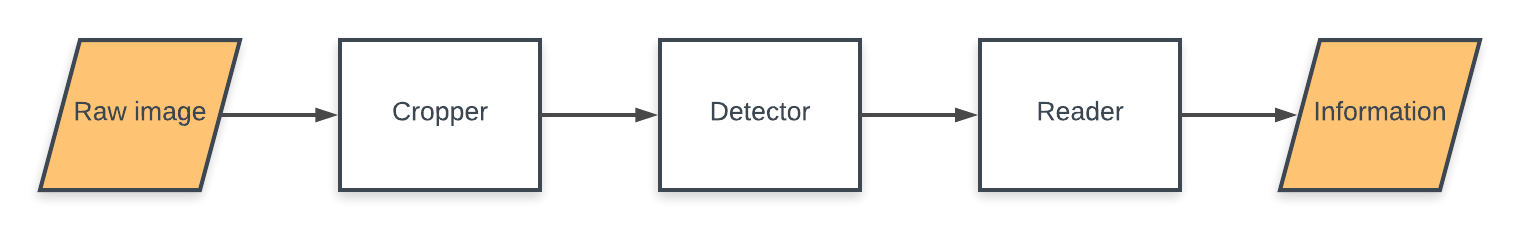 Raw image
Cropper
Detector
Reader
Information